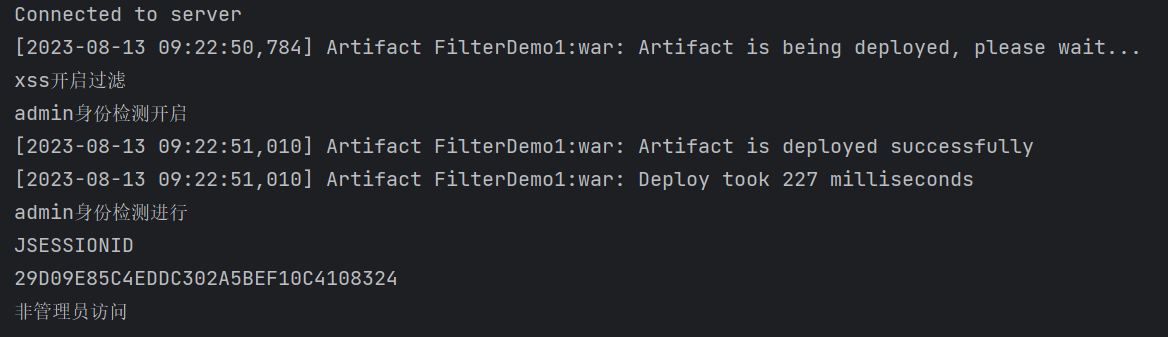 Connected to server
[2023-08-13 09:22:50,784] Artifact FilterDemo1:war: Artifact is being deployed, please wait...
xss开启过滤
admin身份检测开启
[2023-08-13 09:22:51,010] Artifact FilterDemo1:war: Artifact is deployed successfully
[2023-08-13 09:22:51,010] Artifact FilterDemo1:war: Deploy took 227 milliseconds
admin身份检测进行
JSESSIONID
29D09E85C4EDDC302A5BEF10C4108324
非管理员访问